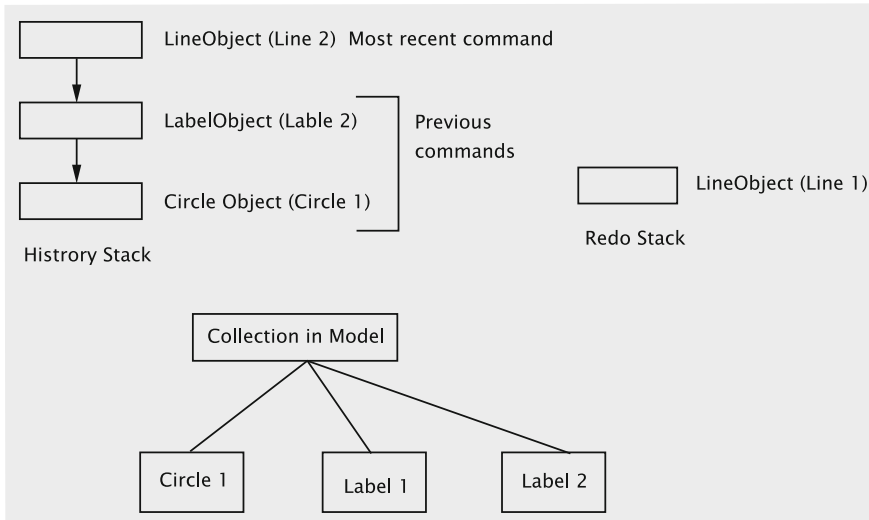 LineObject (Line 2) Most recent command
LabelObject (Lable 2)
Previous
commands
Circle Object (Circle 1)
LineObject (Line 1)
Histrory Stack
Redo Stack
Collection in Model
Circle 1
Label 1
Label 2